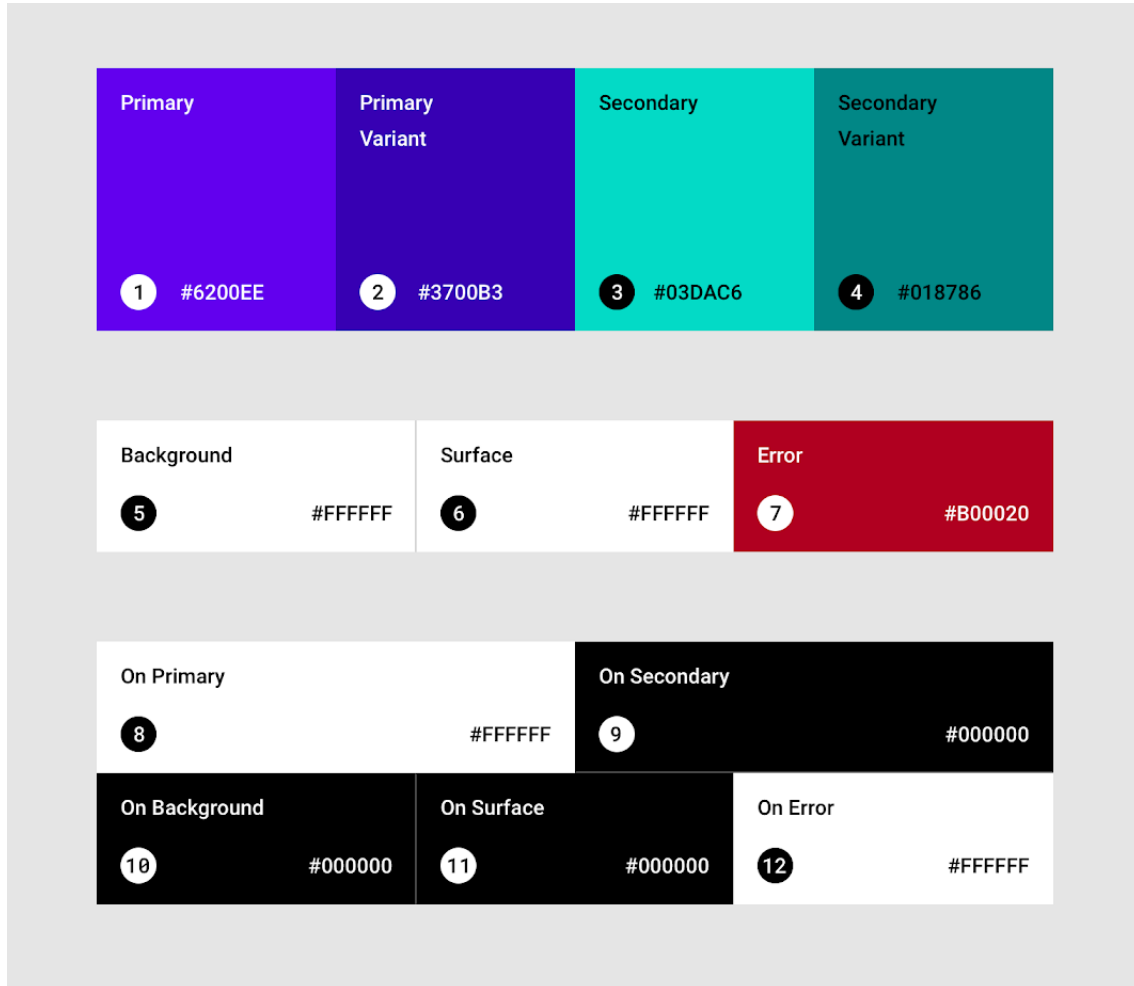 Primary
1 #6200EE
Primary
Variant
2 #3700B3
Secondary
3 #03DAC6
Secondary
Variant
4 #018786
Background
5 #FFFFFF
Surface
6 #FFFFFF
Error
7 #B00020
On Primary
8 #FFFFFF
On Secondary
9 #000000
On Background
10 #000000
On Surface
11 #000000
On Error
12 #FFFFFF